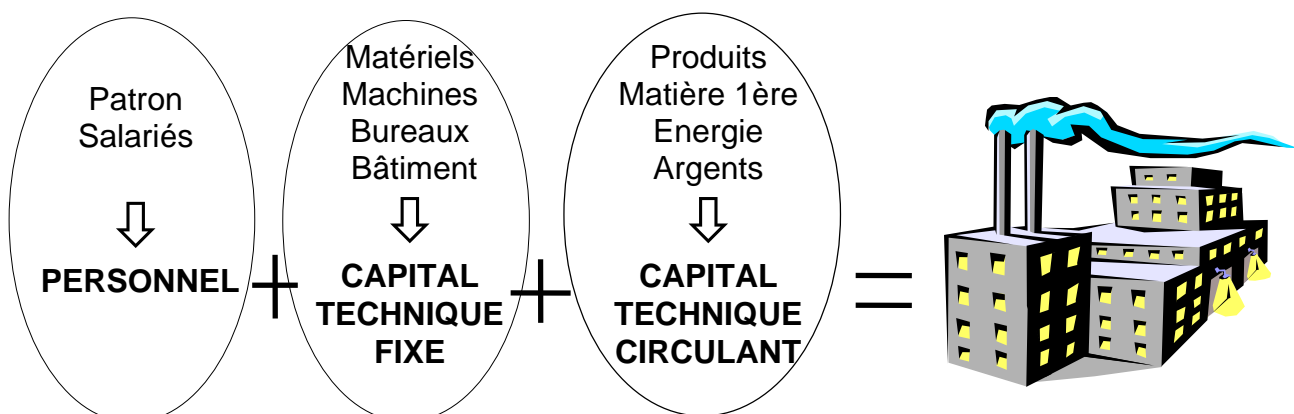 Patron
Salariés
PERSONNEL
+
Matériels
Machines
Bureaux
Bâtiment
CAPITAL
TECHNIQUE
FIXE
+
Produits
Matière 1ère
Energie
Argents
CAPITAL
TECHNIQUE
CIRCULANT
=